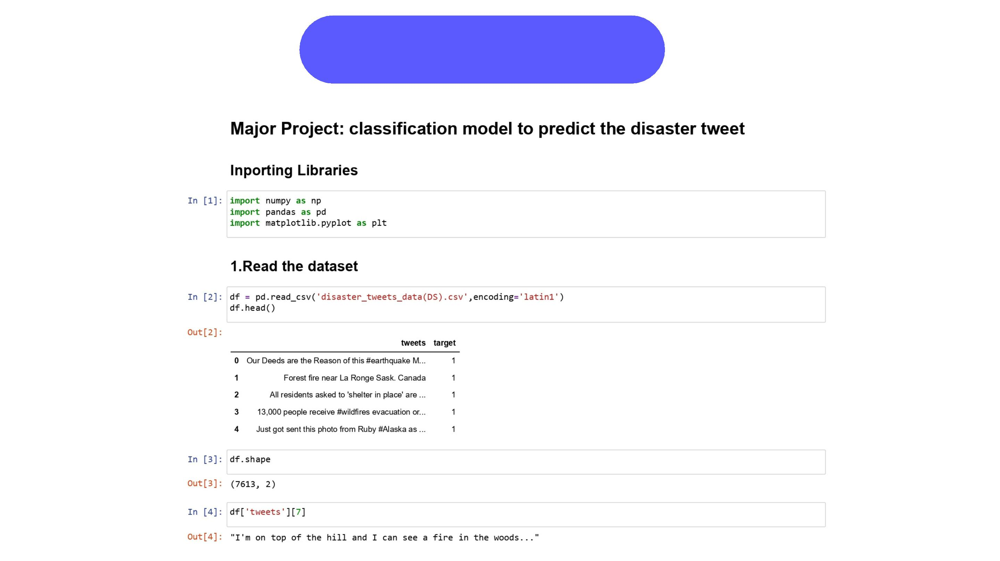 Major Project: classification model to predict the disaster tweet
Inporting Libraries
In [1]: import numpy as np
import pandas as pd
import matplotlib.pyplot as plt
1.Read the dataset
In [2]: df = pd.read_csv('disaster_tweets_data(DS).csv',encoding='latin1')
df.head()
Out[2]:
tweets target
0 Our Deeds are the Reason of this #earthquake M... 1
1 Forest fire near La Ronge Sask. Canada 1
2 All residents asked to 'shelter in place' are ... 1
3 13,000 people receive #wildfires evacuation or... 1
4 Just got sent this photo from Ruby #Alaska as ... 1
In [3]: df.shape
Out[3]: (7613, 2)
In [4]: df['tweets'][7]
Out[4]: "I'm on top of the hill and I can see a fire in the woods..."